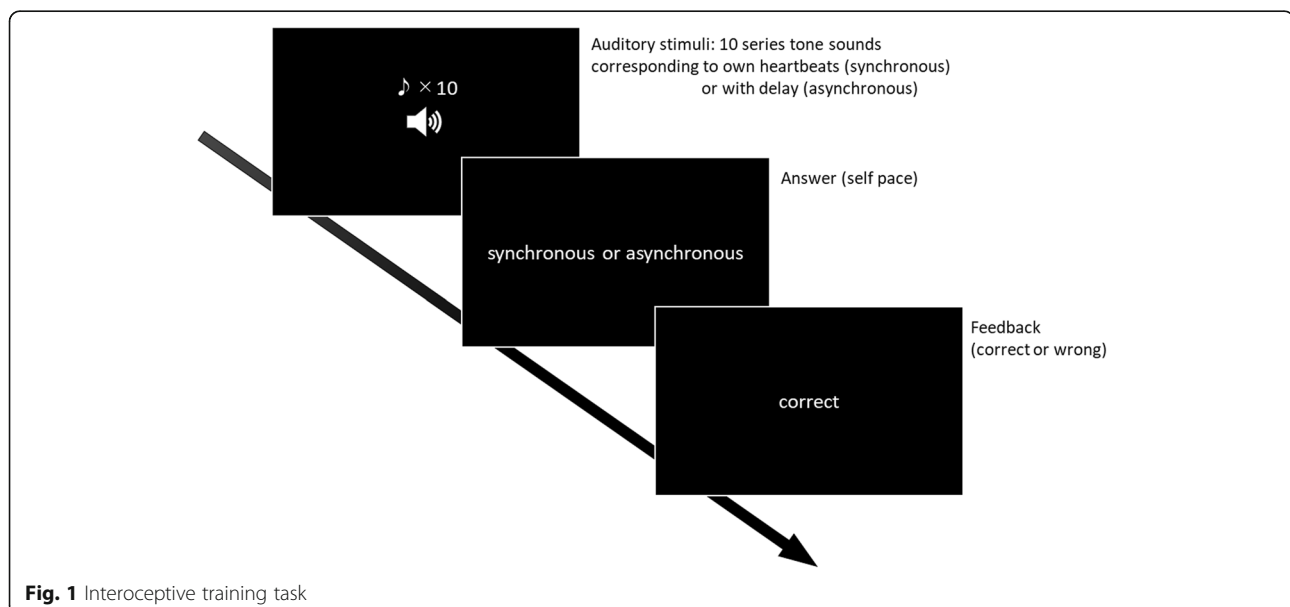 Auditory stimuli: 10 series tone sounds
corresponding to own heartbeats (synchronous)
or with delay (asynchronous)
♪ × 10
Answer (self pace)
synchronous or asynchronous
Feedback
(correct or wrong)
correct
Fig. 1 Interoceptive training task